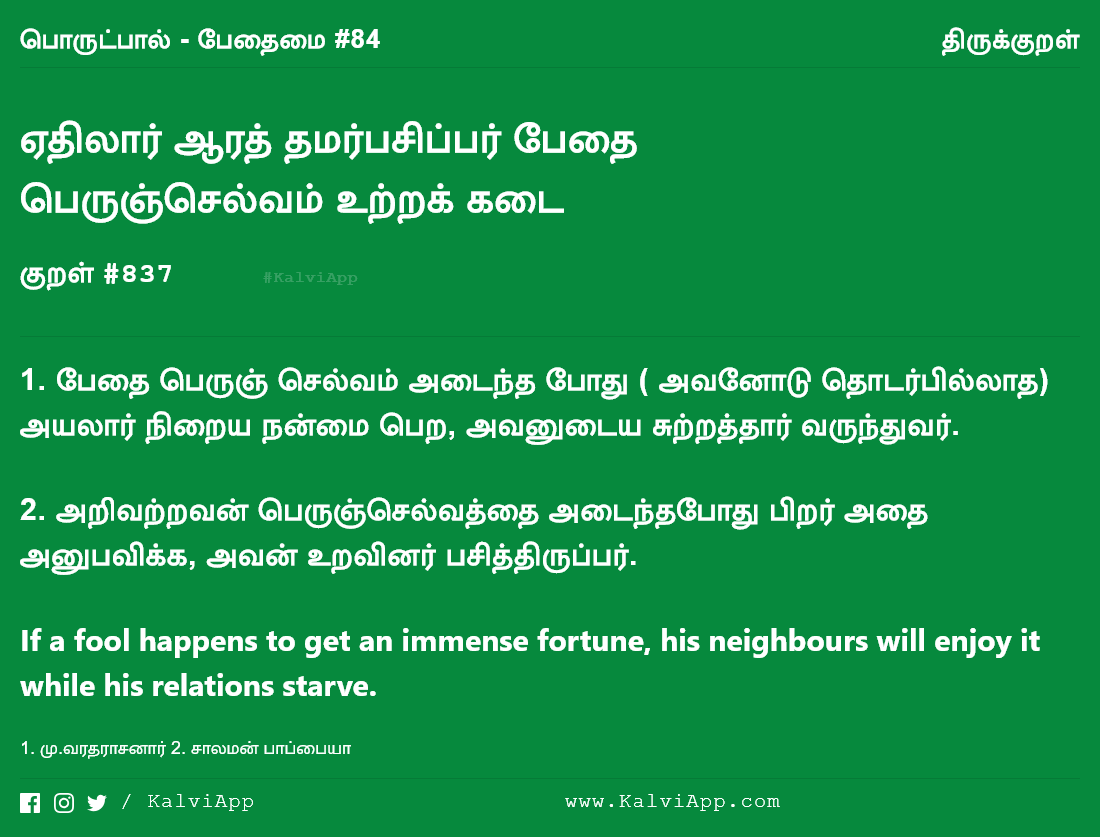 பொருட்பால் - பேதைமை #84
திருக்குறள்
ஏதிலார் ஆரத் தமர்பசிப்பர் பேதை
பெருஞ்செல்வம் உற்றக் கடை
குறள் #837
#KalviApp
1. பேதை பெருஞ் செல்வம் அடைந்த போது ( அவனோடு தொடர்பில்லாத)
அயலார் நிறைய நன்மை பெற, அவனுடைய சுற்றத்தார் வருந்துவர்.
2. அறிவற்றவன் பெருஞ்செல்வத்தை அடைந்தபோது பிறர் அதை
அனுபவிக்க, அவன் உறவினர் பசித்திருப்பர்.
If a fool happens to get an immense fortune, his neighbours will enjoy it
while his relations starve.
1. மு.வரதராசனார் 2. சாலமன் பாப்பையா
/ KalviApp
www.KalviApp.com